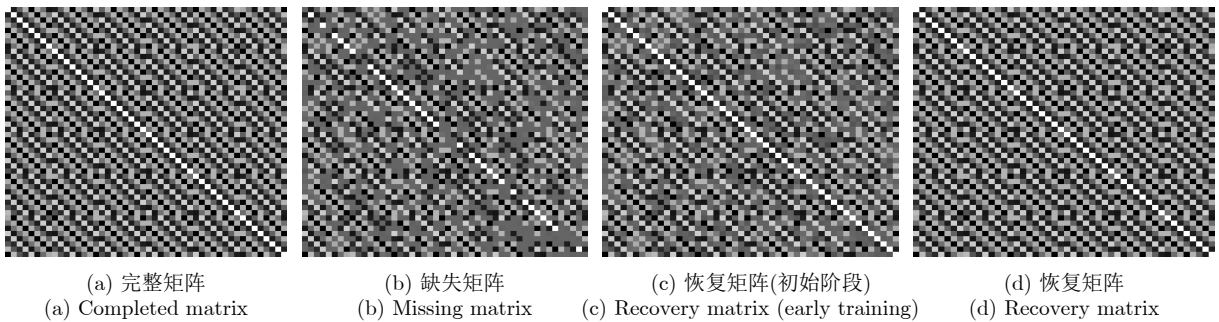 (a) 完整矩阵
(a) Completed matrix
(b) 缺失矩阵
(b) Missing matrix
(c) 恢复矩阵(初始阶段)
(c) Recovery matrix (early training)
(d) 恢复矩阵
(d) Recovery matrix